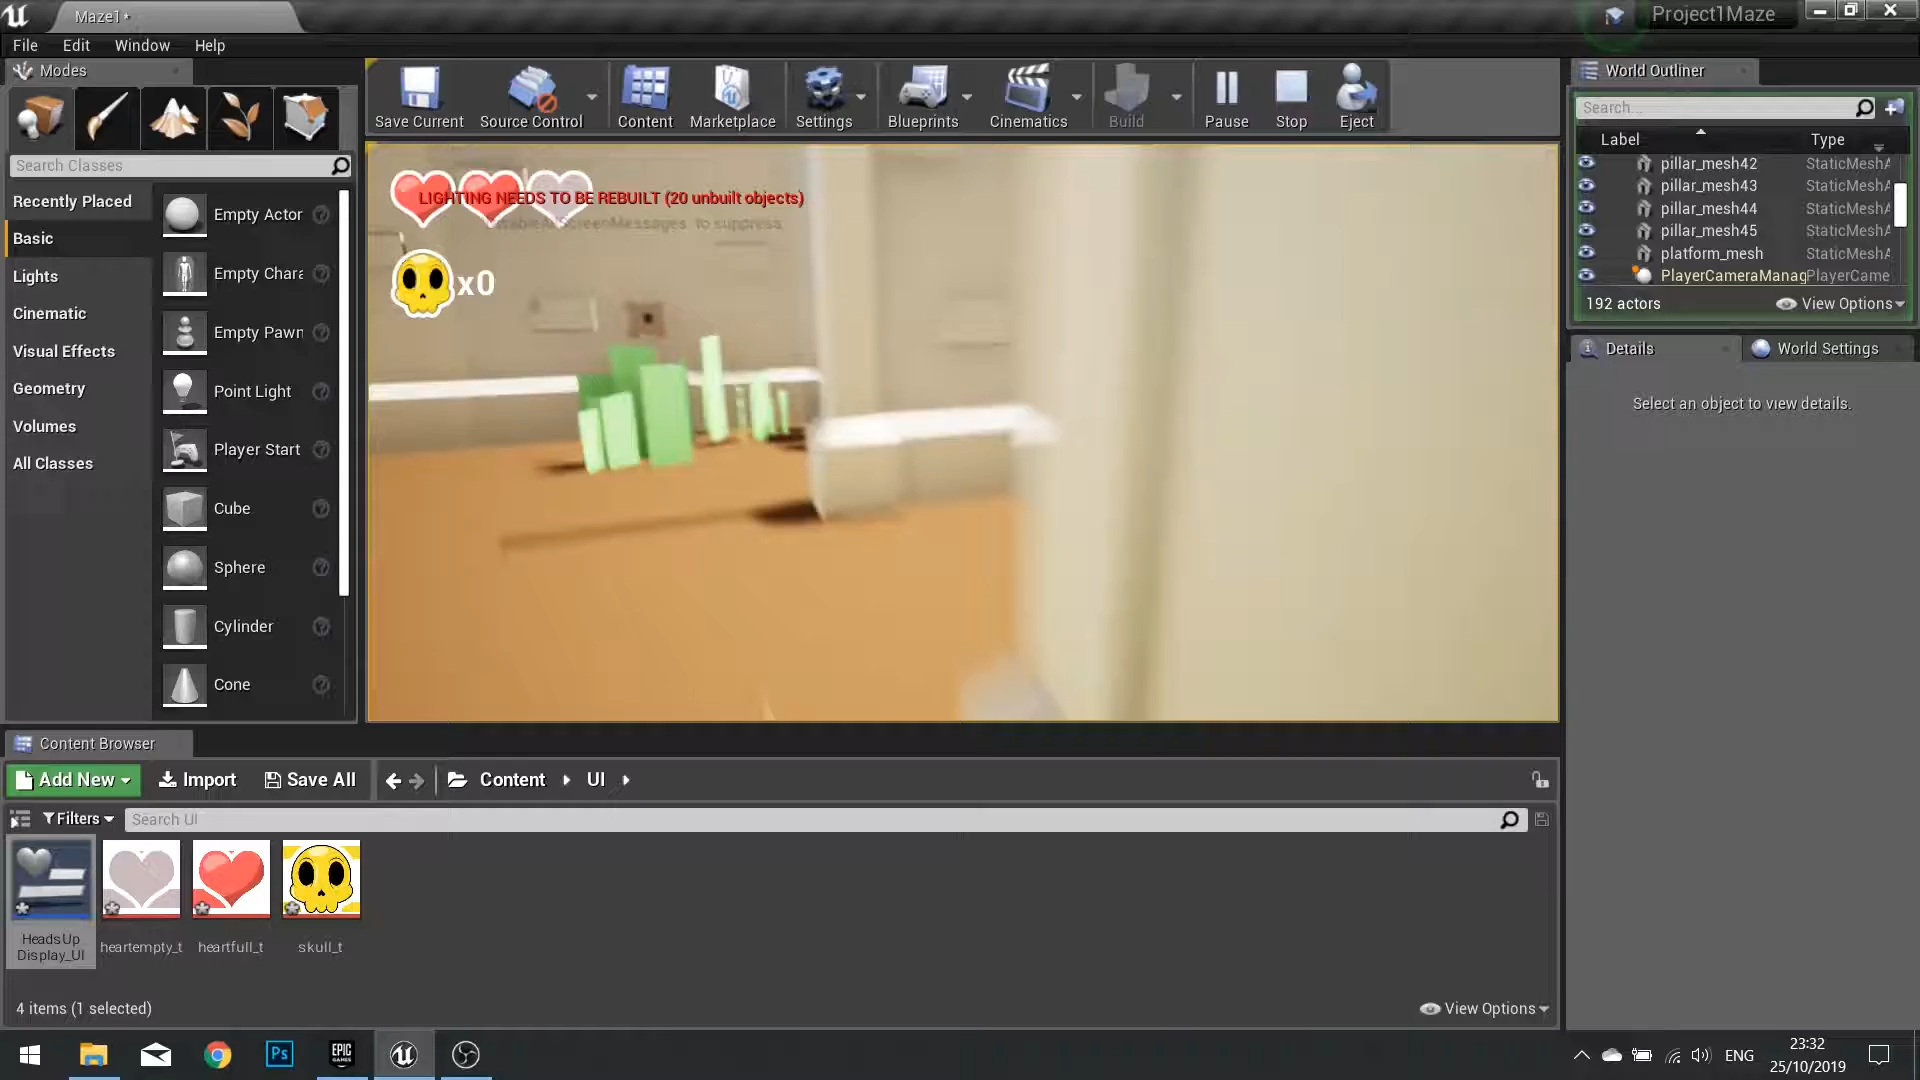 Maze1*
Project1Maze
File
Edit
Window
Help
Modes
Search Classes
Recently Placed
Basic
Lights
Cinematic
Visual Effects
Geometry
Volumes
All Classes
Empty Actor
Empty Chara
Empty Pawn
Point Light
Player Start
Cube
Sphere
Cylinder
Cone
Save Current
Source Control
Content
Marketplace
Settings
Blueprints
Cinematics
Build
Pause
Stop
Eject
LIGHTING NEEDS TO BE REBUILT (20 unbuilt objects)
to suppress
x0
World Outliner
Search...
Label
Type
pillar_mesh42 StaticMeshA
pillar_mesh43 StaticMeshA
pillar_mesh44 StaticMeshA
pillar_mesh45 StaticMeshA
platform_mesh StaticMeshA
PlayerCameraManag PlayerCame
192 actors
View Options
Details
World Settings
Select an object to view details.
Content Browser
Add New
Import
Save All
Content
UI
Filters
Search UI
HeadsUp
Display_UI
heartempty_t
heartfull_t
skull_t
4 items (1 selected)
View Options
Ps
EPIC
GAMES
ENG
23:32
25/10/2019